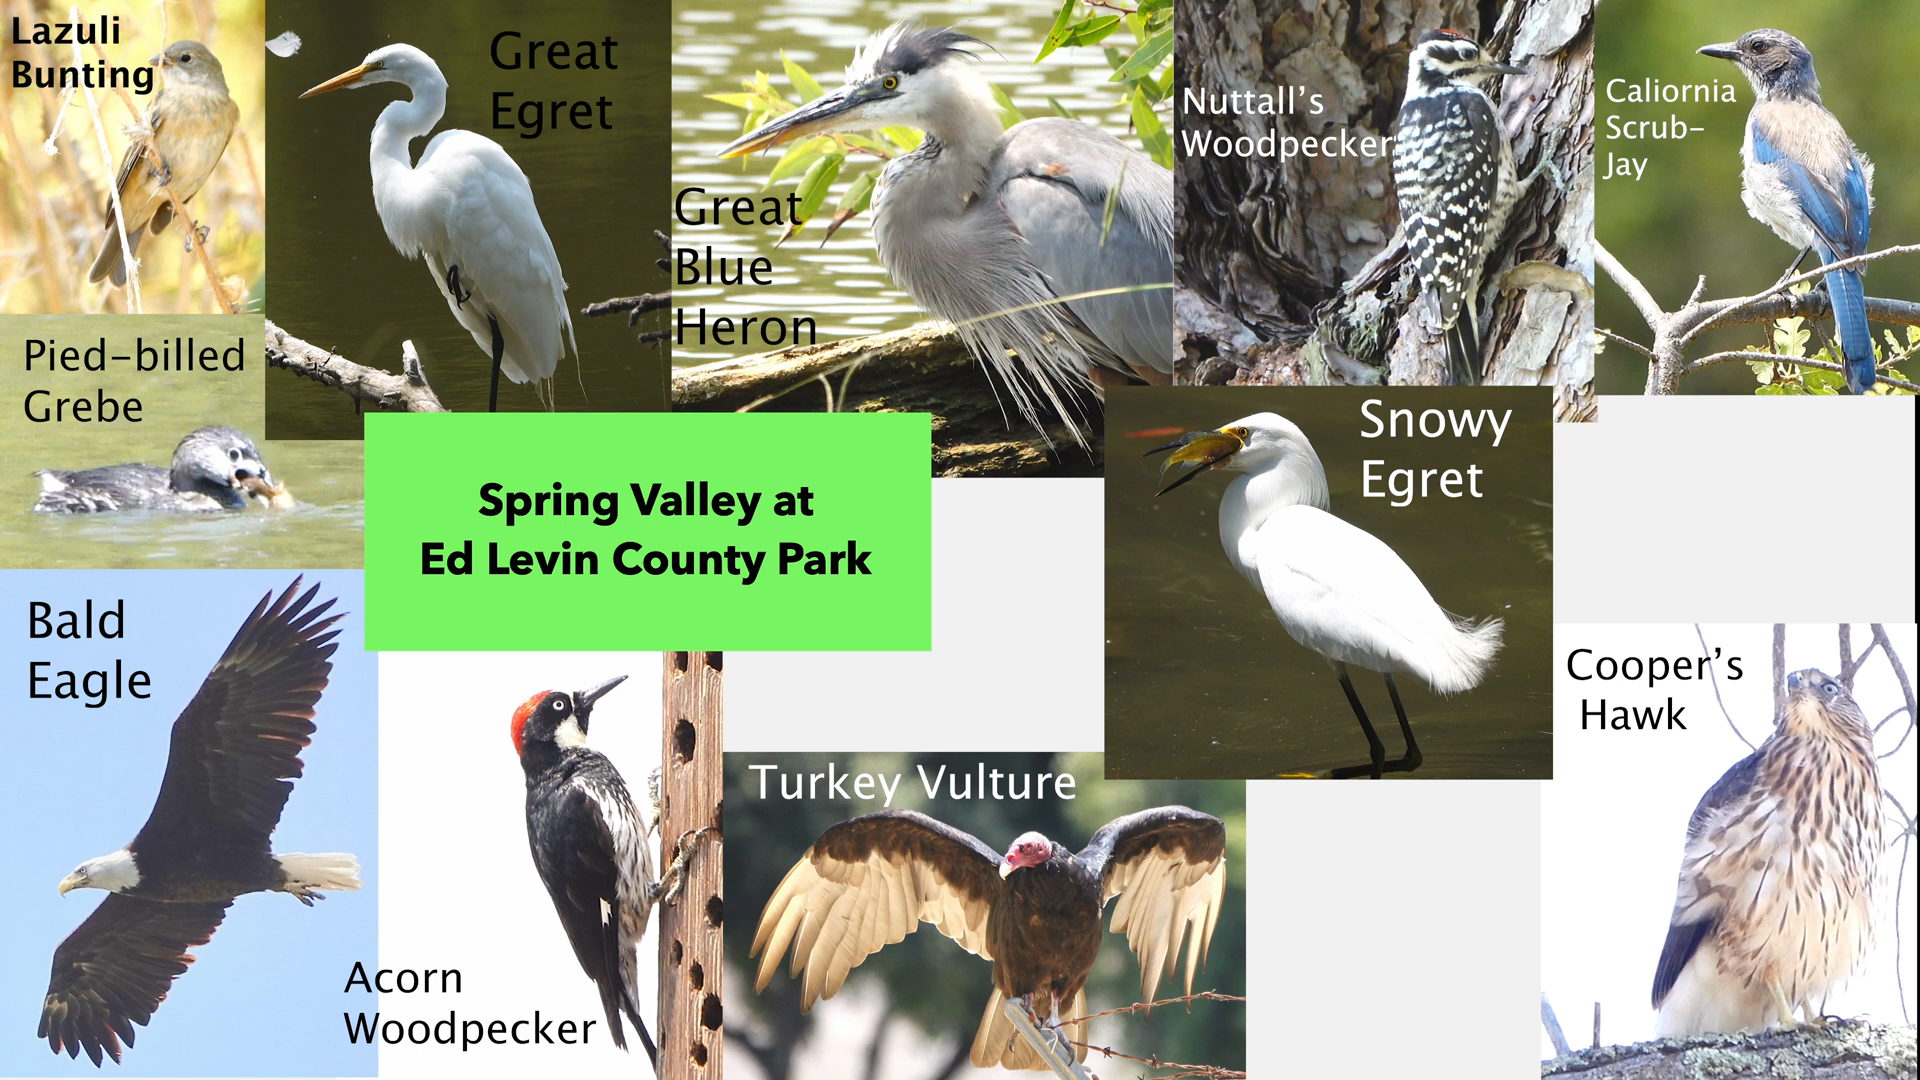 Lazuli
Bunting
Great
Egret
Great
Blue
Heron
Nuttall's
Woodpecker
Caliornia
Scrub-
Jay
Pied-billed
Grebe
Spring Valley at
Ed Levin County Park
Snowy
Egret
Bald
Eagle
Acorn
Woodpecker
Turkey Vulture
Cooper's
Hawk